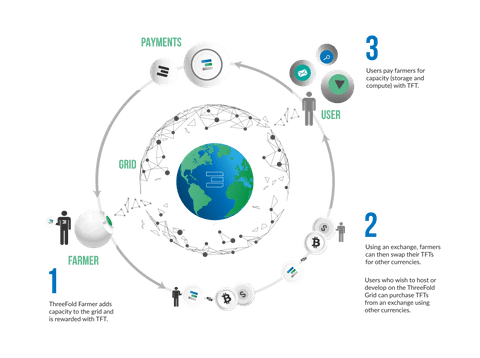 PAYMENTS
3
Users pay farmers for
capacity (storage and
compute) with TFT.
USER
GRID
FARMER
1
ThreeFold Farmer adds
capacity to the grid and
is rewarded with TFT.
2
Using an exchange, farmers
can then swap their TFTs
for other currencies.
Users who wish to host or
develop on the ThreeFold
Grid can purchase TFTs
from an exchange using
other currencies.